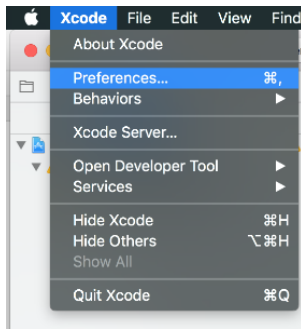 Xcode File Edit View Find
About Xcode
Preferences... ⌘,
Behaviors ▶
Xcode Server...
Open Developer Tool ▶
Services ▶
Hide Xcode ⌘H
Hide Others ⌥⌘H
Show All
Quit Xcode ⌘Q